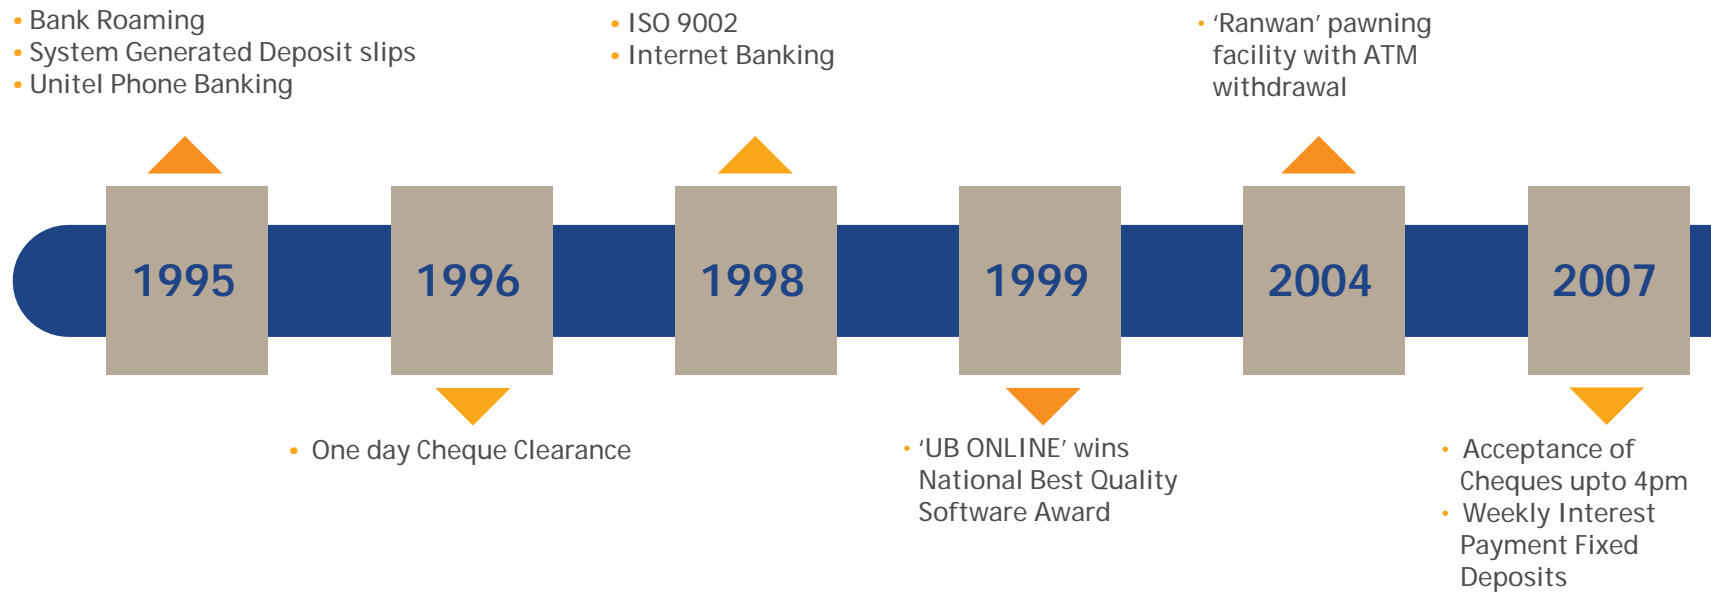 • Bank Roaming
• System Generated Deposit slips
• Unitel Phone Banking
• ISO 9002
• Internet Banking
• ‘Ranwan’ pawning
facility with ATM
withdrawal
1995
1996
1998
1999
2004
2007
• One day Cheque Clearance
• ‘UB ONLINE’ wins
National Best Quality
Software Award
• Acceptance of
Cheques upto 4pm
• Weekly Interest
Payment Fixed
Deposits